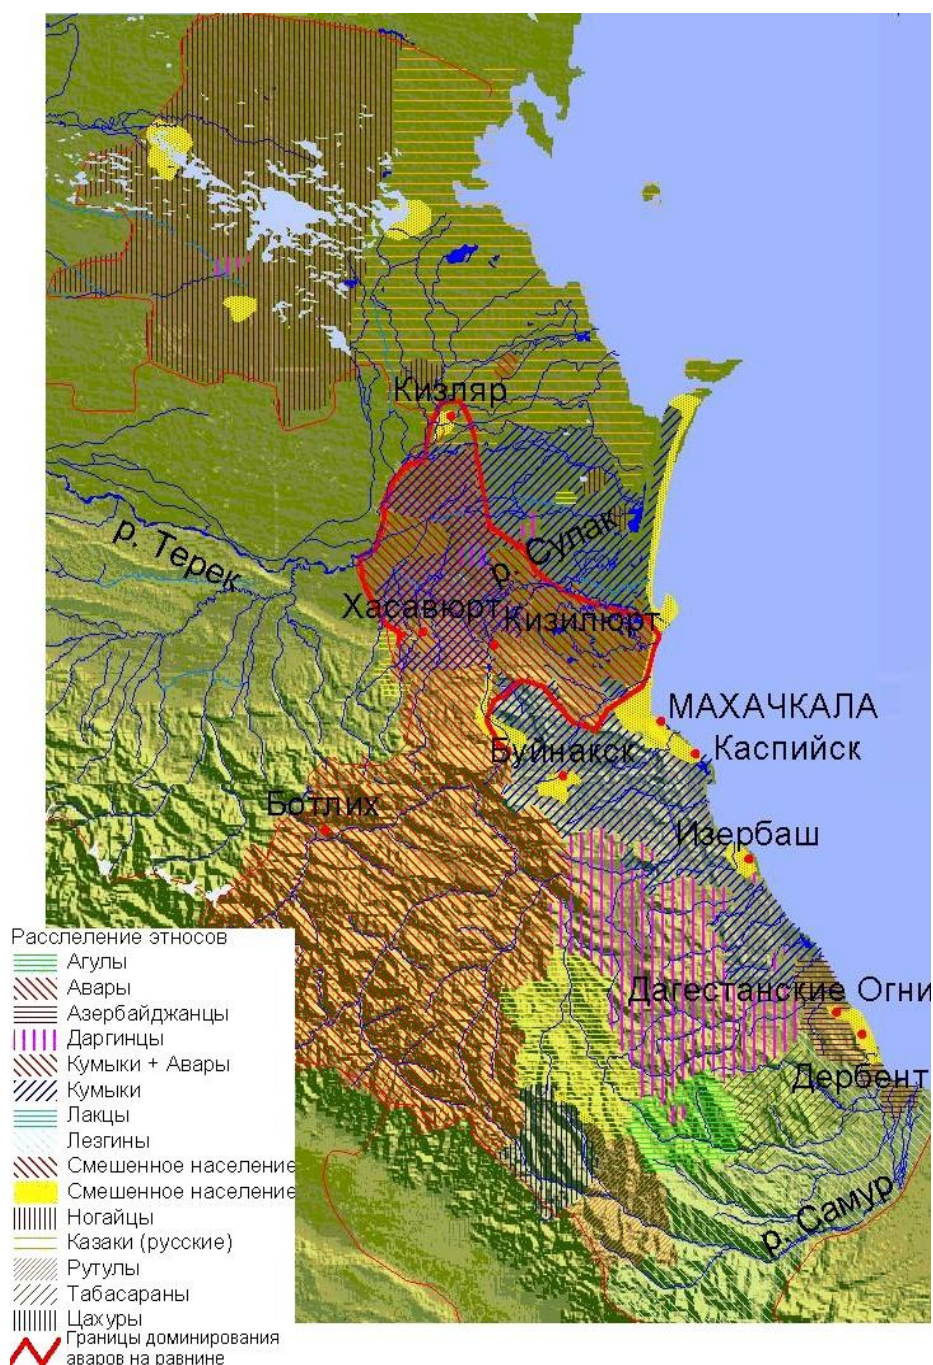 Кизляр
р. Сулак
р. Терек
Хасавюрт
Кизилюрт
МАХАЧКАЛА
Каспийск
Буйнакск
Ботлих
Изербаш
Дагестанские Огни
Дербент
р. Самур
Расслеление этносов
Агулы
Авары
Азербайджанцы
Даргинцы
Кумыки + Авары
Кумыки
Лакцы
Лезгины
Смешенное население
Смешенное население
Ногайцы
Казаки (русские)
Рутулы
Табасараны
Цахуры
Границы доминирования
аваров на равнине